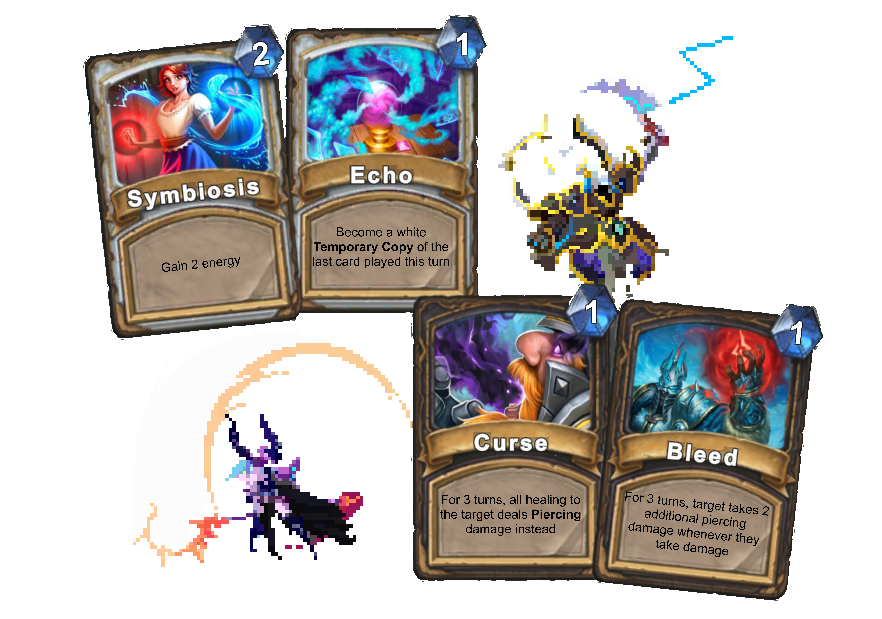 2
Symbiosis
Gain 2 energy
1
Echo
Become a white
Temporary Copy of the
last card played this turn
1
Curse
For 3 turns, all healing to
the target deals Piercing
damage instead
1
Bleed
For 3 turns, target takes 2
additional piercing
damage whenever they
take damage